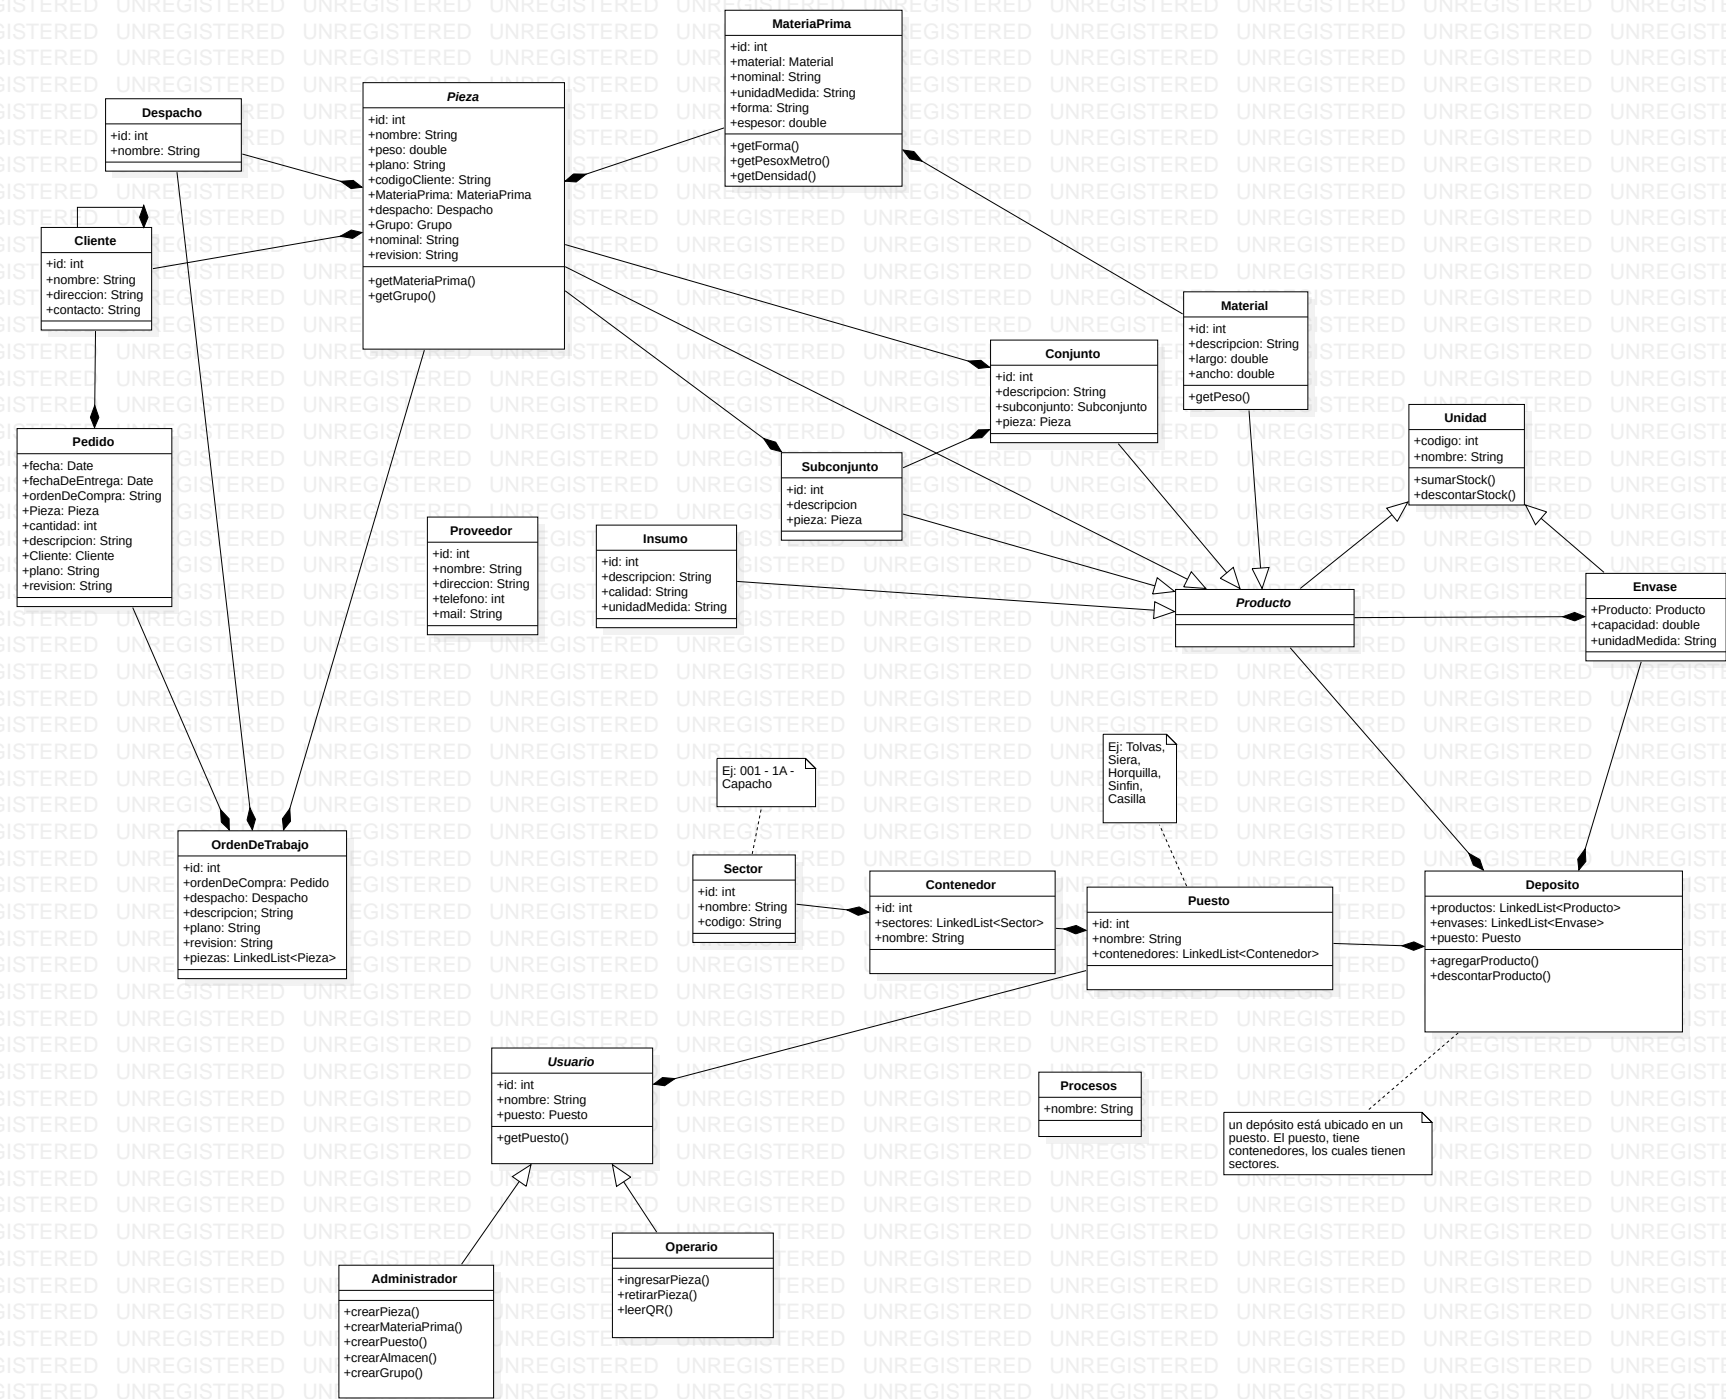 MateriaPrima
+id: int
+material: Material
+nominal: String
+unidadMedida: String
+forma: String
+espesor: double
+getForma()
+getPesoxMetro()
+getDensidad()
Pieza
+id: int
+nombre: String
+peso: double
+plano: String
+codigoCliente: String
+MateriaPrima: MateriaPrima
+despacho: Despacho
+Grupo: Grupo
+nominal: String
+revision: String
+getMateriaPrima()
+getGrupo()
Despacho
+id: int
+nombre: String
Cliente
+id: int
+nombre: String
+direccion: String
+contacto: String
Material
+id: int
+descripcion: String
+largo: double
+ancho: double
+getPeso()
Conjunto
+id: int
+descripcion: String
+subconjunto: Subconjunto
+pieza: Pieza
Unidad
+codigo: int
+nombre: String
+sumarStock()
+descontarStock()
Pedido
+fecha: Date
+fechaDeEntrega: Date
+ordenDeCompra: String
+Pieza: Pieza
+cantidad: int
+descripcion: String
+Cliente: Cliente
+plano: String
+revision: String
Subconjunto
+id: int
+descripcion
+pieza: Pieza
Proveedor
+id: int
+nombre: String
+direccion: String
+telefono: int
+mail: String
Insumo
+id: int
+descripcion: String
+calidad: String
+unidadMedida: String
Producto
Envase
+Producto: Producto
+capacidad: double
+unidadMedida: String
Ej: Tolvas,
Siera,
Horquilla,
Sinfin,
Casilla
Ej: 001 - 1A -
Capacho
OrdenDeTrabajo
+id: int
+ordenDeCompra: Pedido
+despacho: Despacho
+descripcion; String
+plano: String
+revision: String
+piezas: LinkedList<Pieza>
Sector
+id: int
+nombre: String
+codigo: String
Contenedor
+id: int
+sectores: LinkedList<Sector>
+nombre: String
Puesto
+id: int
+nombre: String
+contenedores: LinkedList<Contenedor>
Deposito
+productos: LinkedList<Producto>
+envases: LinkedList<Envase>
+puesto: Puesto
+agregarProducto()
+descontarProducto()
Usuario
+id: int
+nombre: String
+puesto: Puesto
+getPuesto()
Procesos
+nombre: String
un depósito está ubicado en un
puesto. El puesto, tiene
contenedores, los cuales tienen
sectores.
Operario
+ingresarPieza()
+retirarPieza()
+leerQR()
Administrador
+crearPieza()
+crearMateriaPrima()
+crearPuesto()
+crearAlmacen()
+crearGrupo()
UNREGISTERED